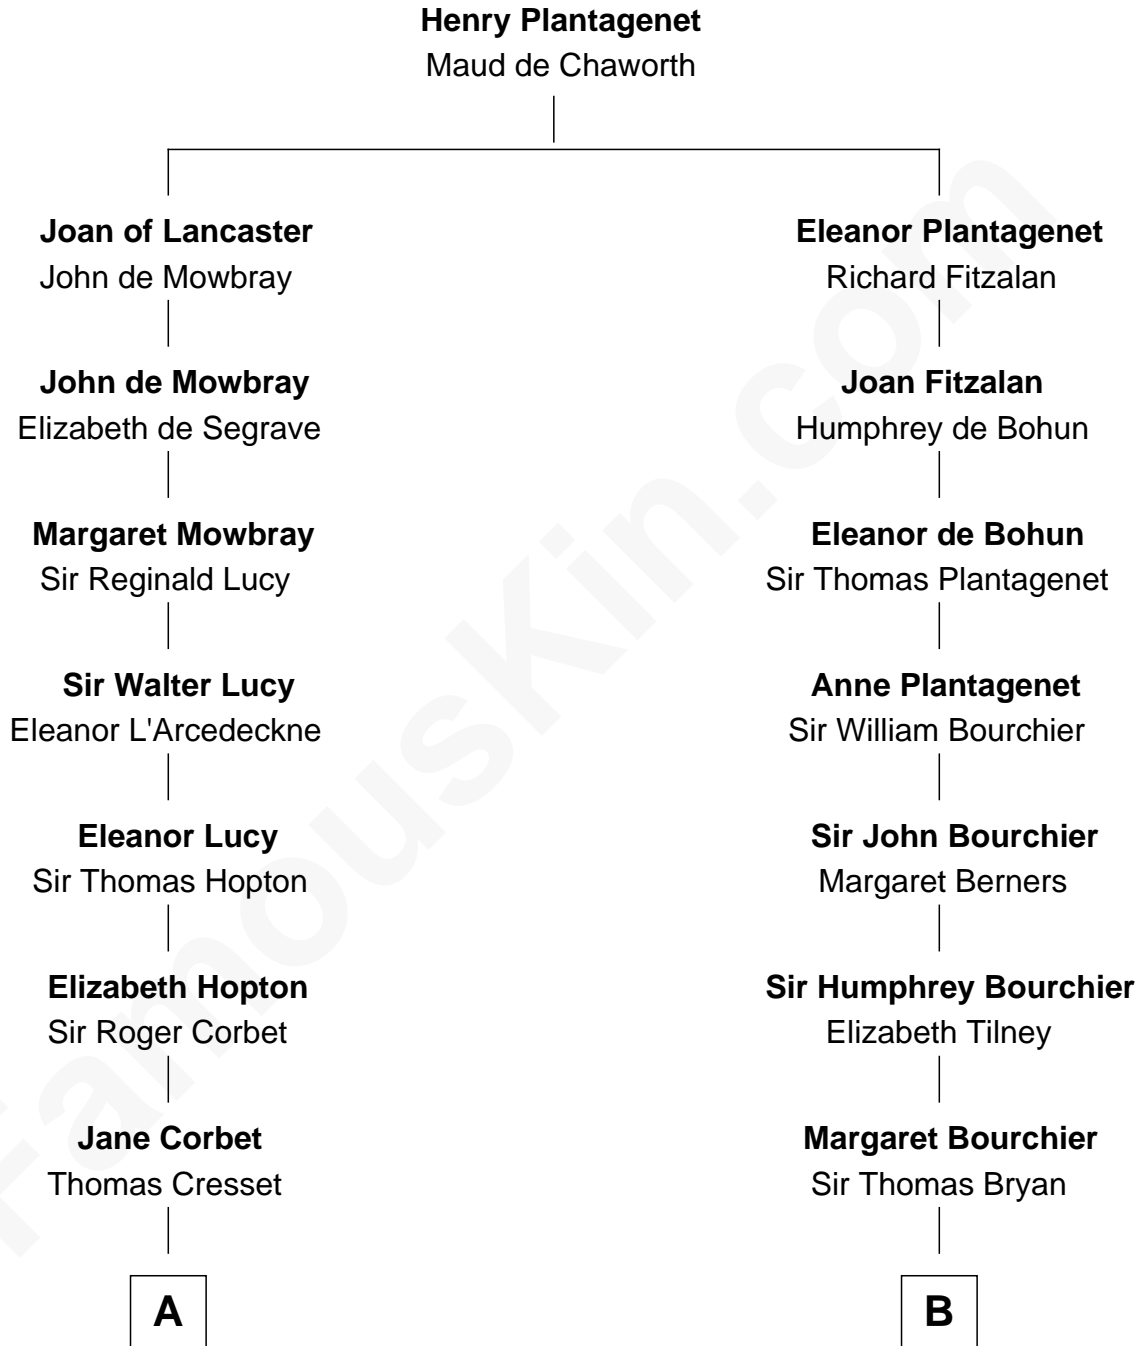 Henry Plantagenet
Maud de Chaworth
Joan of Lancaster
John de Mowbray
John de Mowbray
Elizabeth de Segrave
Margaret Mowbray
Sir Reginald Lucy
Sir Walter Lucy
Eleanor L'Arcedeckne
Eleanor Lucy
Sir Thomas Hopton
Elizabeth Hopton
Sir Roger Corbet
Jane Corbet
Thomas Cresset
A
Eleanor Plantagenet
Richard Fitzalan
Joan Fitzalan
Humphrey de Bohun
Eleanor de Bohun
Sir Thomas Plantagenet
Anne Plantagenet
Sir William Bourchier
Sir John Bourchier
Margaret Berners
Sir Humphrey Bourchier
Elizabeth Tilney
Margaret Bourchier
Sir Thomas Bryan
B
FamousKin.com